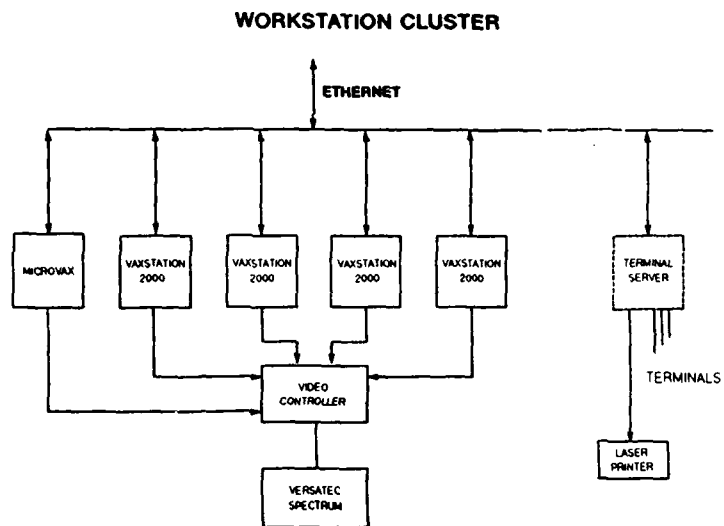 WORKSTATION CLUSTER
ETHERNET
MICROVAX
VAXSTATION
2000
VAXSTATION
2000
VAXSTATION
2000
VAXSTATION
2000
TERMINAL
SERVER
VIDEO
CONTROLLER
TERMINALS
LASER
PRINTER
VERSATEC
SPECTRUM